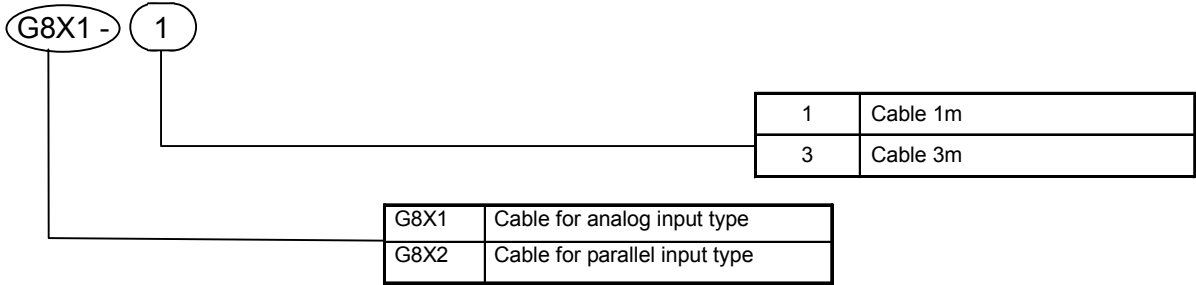 G8X1 - 1
1 Cable 1m
3 Cable 3m
G8X1 Cable for analog input type
G8X2 Cable for parallel input type